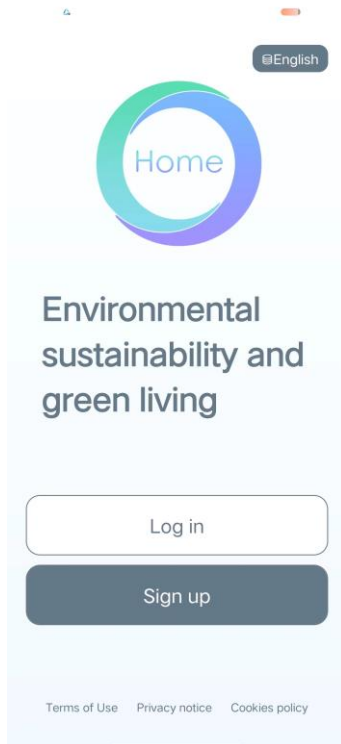 English
Home
Environmental
sustainability and
green living
Log in
Sign up
Terms of Use Privacy notice Cookies policy